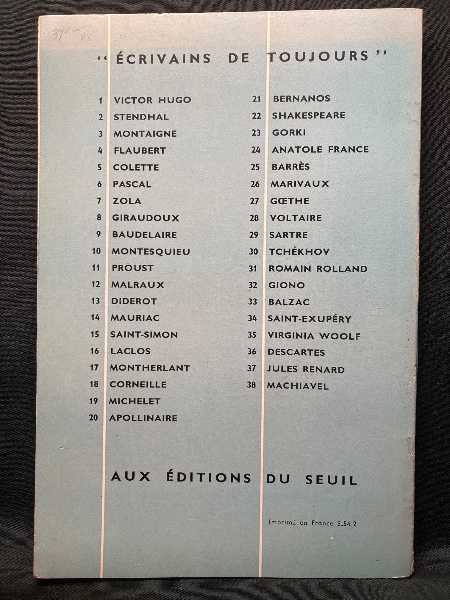 “ ÉCRIVAINS DE TOUJOURS ”
1 VICTOR HUGO
2 STENDHAL
3 MONTAIGNE
4 FLAUBERT
5 COLETTE
6 PASCAL
7 ZOLA
8 GIRAUDOUX
9 BAUDELAIRE
10 MONTESQUIEU
11 PROUST
12 MALRAUX
13 DIDEROT
14 MAURIAC
15 SAINT-SIMON
16 LACLOS
17 MONTHERLANT
18 CORNEILLE
19 MICHELET
20 APOLLINAIRE
21 BERNANOS
22 SHAKESPEARE
23 GORKI
24 ANATOLE FRANCE
25 BARRÈS
26 MARIVAUX
27 GŒTHE
28 VOLTAIRE
29 SARTRE
30 TCHÉKHOV
31 ROMAIN ROLLAND
32 GIONO
33 BALZAC
34 SAINT-EXUPÉRY
35 VIRGINIA WOOLF
36 DESCARTES
37 JULES RENARD
38 MACHIAVEL
AUX ÉDITIONS DU SEUIL
Imprimé en France 3.54.2